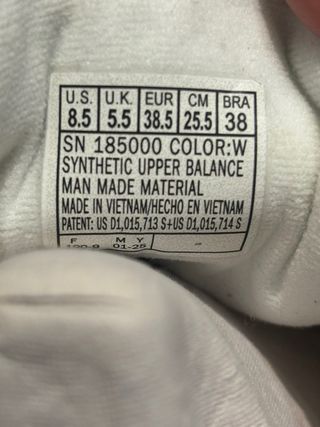 U.S. U.K. EUR CM BRA
8.5 5.5 38.5 25.5 38
SN 185000 COLOR:W
SYNTHETIC UPPER BALANCE
MAN MADE MATERIAL
MADE IN VIETNAM/HECHO EN VIETNAM
PATENT: US D1,015,713 S+US D1,015,714 S
F M Y
01-25